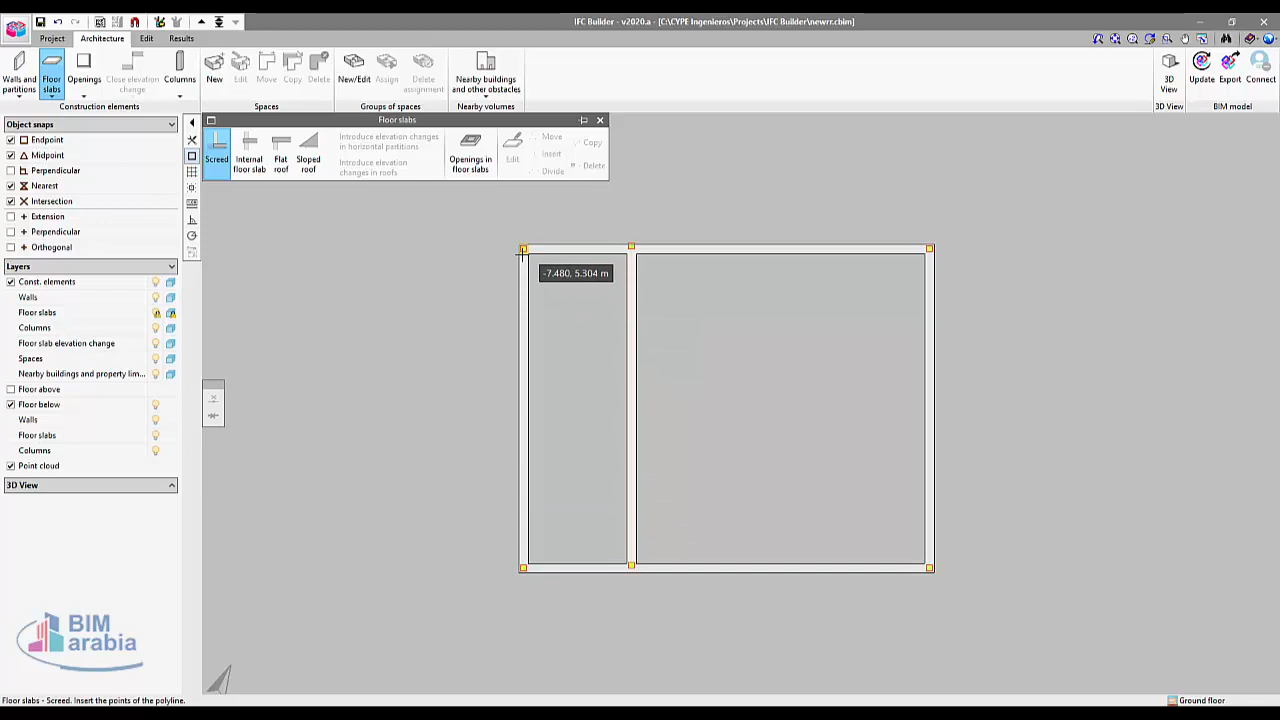 IFC Builder - v2020.a - [C:\CYPE Ingenieros\Projects\IFC Builder\newrr.cbim]
Project Architecture Edit Results
Walls and partitions
Floor slabs
Openings
Close elevation change
Columns
New
Edit
Move
Copy
Delete
New/Edit
Assign
Delete assignment
Nearby buildings and other obstacles
3D View
Update
Export
Connect
Construction elements
Spaces
Groups of spaces
Nearby volumes
3D View
BIM model
Object snaps
Endpoint
Midpoint
Perpendicular
Nearest
Intersection
Extension
Perpendicular
Orthogonal
Layers
Const. elements
Walls
Floor slabs
Columns
Floor slab elevation change
Spaces
Nearby buildings and property lim...
Floor above
Floor below
Walls
Floor slabs
Columns
Point cloud
3D View
Floor slabs
Screed
Internal floor slab
Flat roof
Sloped roof
Introduce elevation changes in horizontal partitions
Introduce elevation changes in roofs
Openings in floor slabs
Edit
Move
Insert
Divide
Copy
Delete
-7.480, 5.304 m
BIM
arabia
Floor slabs - Screed. Insert the points of the polyline.
Ground floor